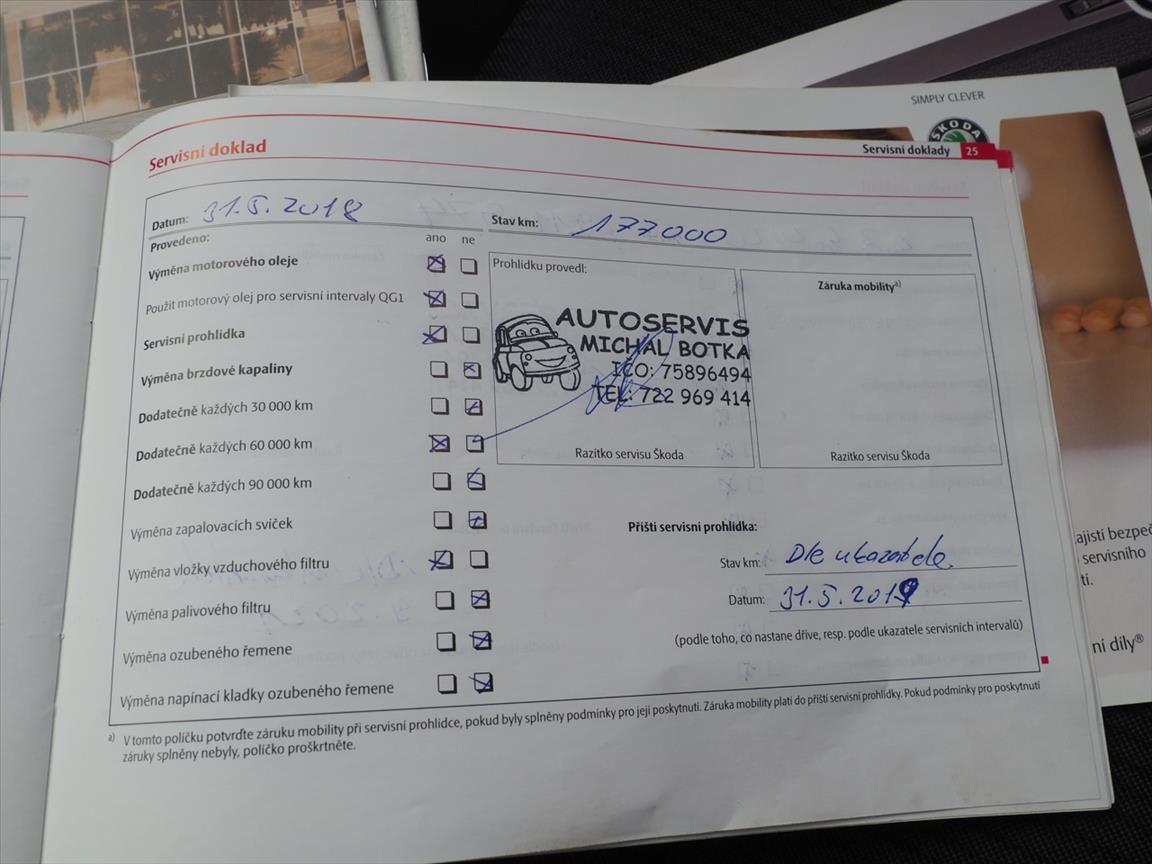 SIMPLY CLEVER
SKODA
Servisní doklad
Servisní doklady 25
Datum: 31.5.2018
Stav km: 177000
Provedeno:
ano ne
Výměna motorového oleje
Použit motorový olej pro servisní intervaly QG1
Servisní prohlídka
Výměna brzdové kapaliny
Dodatečně každých 30 000 km
Dodatečně každých 60 000 km
Dodatečně každých 90 000 km
Výměna zapalovacích svíček
Výměna vložky vzduchového filtru
Výměna palivového filtru
Výměna ozubeného řemene
Výměna napínací kladky ozubeného řemene
Prohlídku provedl:
AUTOSERVIS
MICHAL BOTKA
IČO: 75896494
TEL: 722 969 414
Razítko servisu Škoda
Záruka mobility a)
Razítko servisu Škoda
Příští servisní prohlídka:
Stav km: Dle ukazatele.
Datum: 31.5.2019
(podle toho, co nastane dříve, resp. podle ukazatele servisních intervalů)
a) V tomto políčku potvrďte záruku mobility při servisní prohlídce, pokud byly splněny podmínky pro její poskytnutí. Záruka mobility platí do příští servisní prohlídky. Pokud podmínky pro poskytnutí
záruky splněny nebyly, políčko proškrtněte.
ajistí bezpeč
servisního
tí.
ní díly®